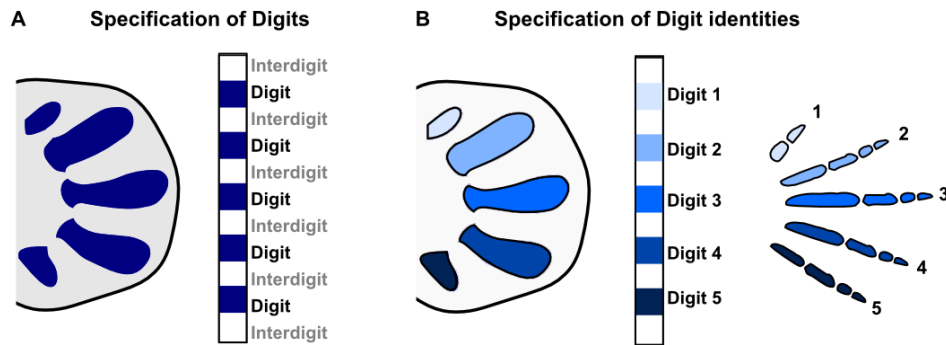 A Specification of Digits
Interdigit
Digit
Interdigit
Digit
Interdigit
Digit
Interdigit
Digit
Interdigit
Digit
Interdigit
B Specification of Digit identities
Digit 1
Digit 2
Digit 3
Digit 4
Digit 5
1
2
3
4
5